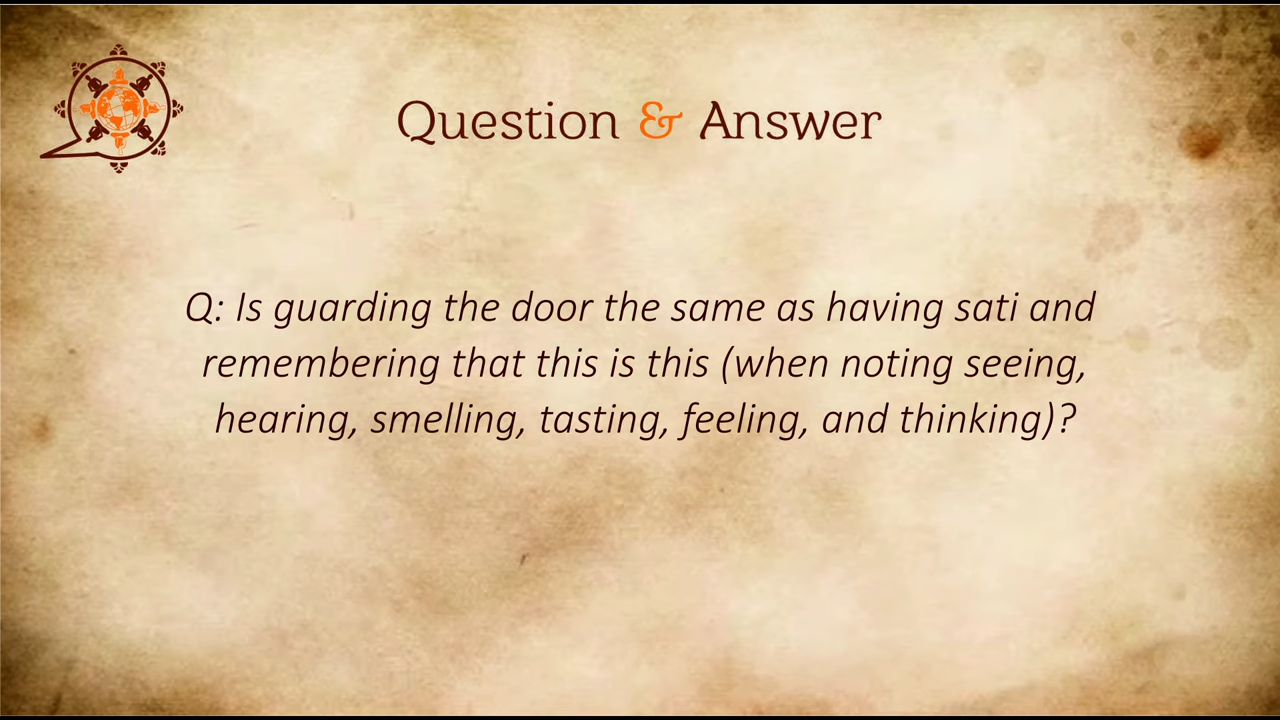 Question & Answer
Q: Is guarding the door the same as having sati and
remembering that this is this (when noting seeing,
hearing, smelling, tasting, feeling, and thinking)?